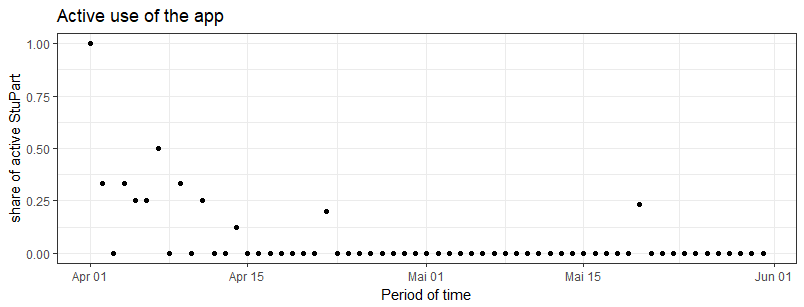 Active use of the app
share of active StuPart
1.00
0.75
0.50
0.25
0.00
Apr 01
Apr 15
Mai 01
Mai 15
Jun 01
Period of time